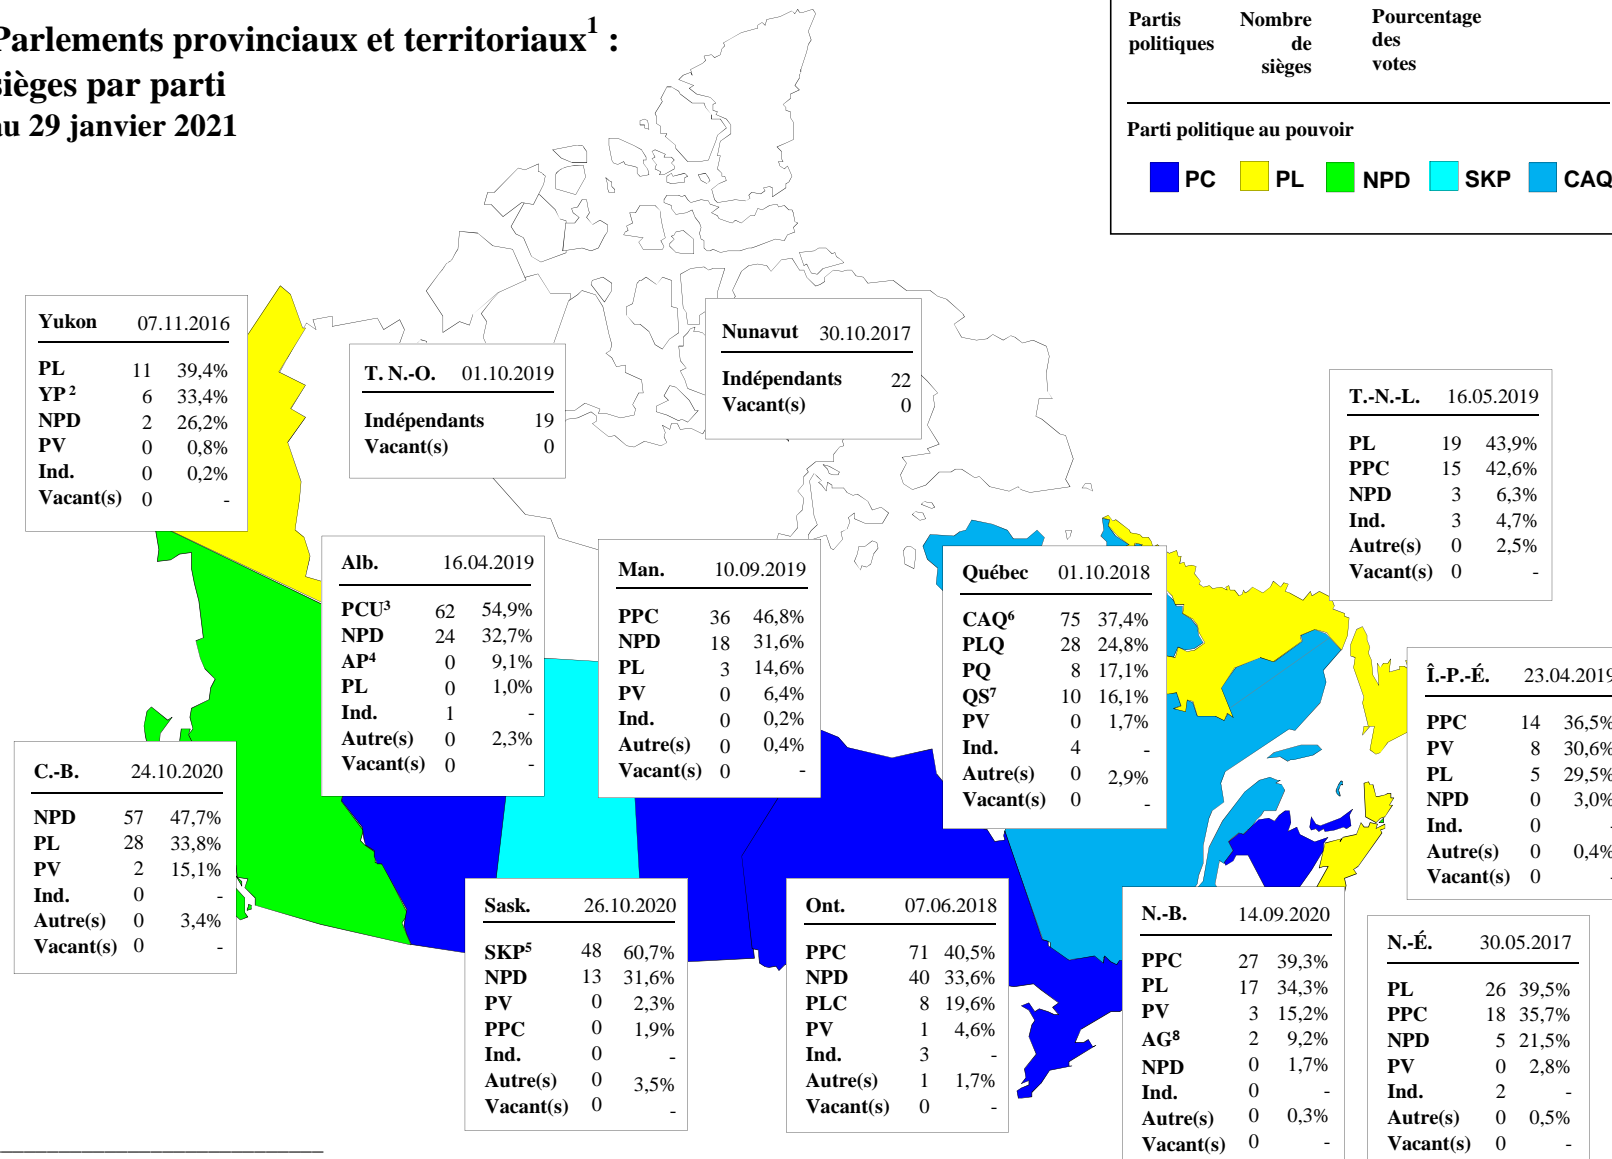 Parlements provinciaux et territoriaux1 :
sièges par parti
au 29 janvier 2021
Partis politiques Nombre de sièges Pourcentage des votes
Parti politique au pouvoir
PC PL NPD SKP CAQ
Yukon 07.11.2016
PL 11 39,4%
YP 2 6 33,4%
NPD 2 26,2%
PV 0 0,8%
Ind. 0 0,2%
Vacant(s) 0 -
T. N.-O. 01.10.2019
Indépendants 19
Vacant(s) 0
Nunavut 30.10.2017
Indépendants 22
Vacant(s) 0
T.-N.-L. 16.05.2019
PL 19 43,9%
PPC 15 42,6%
NPD 3 6,3%
Ind. 3 4,7%
Autre(s) 0 2,5%
Vacant(s) 0 -
Alb. 16.04.2019
PCU3 62 54,9%
NPD 24 32,7%
AP4 0 9,1%
PL 0 1,0%
Ind. 1 -
Autre(s) 0 2,3%
Vacant(s) 0 -
Man. 10.09.2019
PPC 36 46,8%
NPD 18 31,6%
PL 3 14,6%
PV 0 6,4%
Ind. 0 0,2%
Autre(s) 0 0,4%
Vacant(s) 0 -
Québec 01.10.2018
CAQ6 75 37,4%
PLQ 28 24,8%
PQ 8 17,1%
QS7 10 16,1%
PV 0 1,7%
Ind. 4 -
Autre(s) 0 2,9%
Vacant(s) 0 -
Î.-P.-É. 23.04.2019
PPC 14 36,5%
PV 8 30,6%
PL 5 29,5%
NPD 0 3,0%
Ind. 0 -
Autre(s) 0 0,4%
Vacant(s) 0 -
C.-B. 24.10.2020
NPD 57 47,7%
PL 28 33,8%
PV 2 15,1%
Ind. 0 -
Autre(s) 0 3,4%
Vacant(s) 0 -
Sask. 26.10.2020
SKP5 48 60,7%
NPD 13 31,6%
PV 0 2,3%
PPC 0 1,9%
Ind. 0 -
Autre(s) 0 3,5%
Vacant(s) 0 -
Ont. 07.06.2018
PPC 71 40,5%
NPD 40 33,6%
PLC 8 19,6%
PV 1 4,6%
Ind. 3 -
Autre(s) 1 1,7%
Vacant(s) 0 -
N.-B. 14.09.2020
PPC 27 39,3%
PL 17 34,3%
PV 3 15,2%
AG8 2 9,2%
NPD 0 1,7%
Ind. 0 -
Autre(s) 0 0,3%
Vacant(s) 0 -
N.-É. 30.05.2017
PL 26 39,5%
PPC 18 35,7%
NPD 5 21,5%
PV 0 2,8%
Ind. 2 -
Autre(s) 0 0,5%
Vacant(s) 0 -